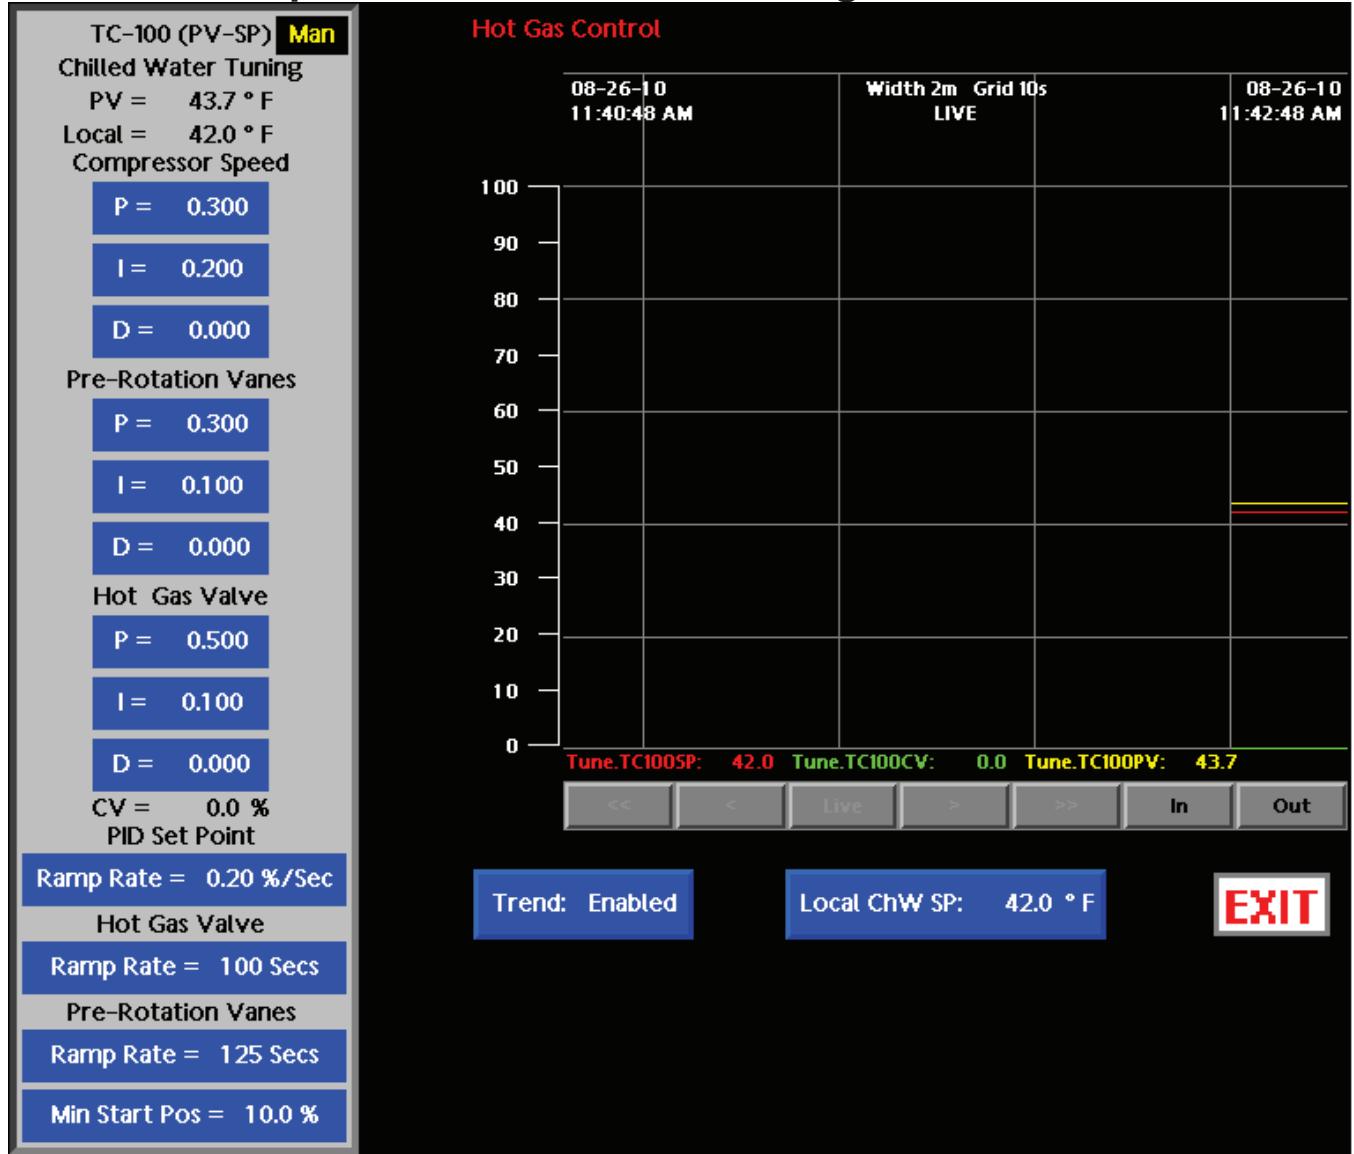 TC-100 (PV-SP) Man
Chilled Water Tuning
PV = 43.7 ° F
Local = 42.0 ° F
Compressor Speed
P = 0.300
I = 0.200
D = 0.000
Pre-Rotation Vanes
P = 0.300
I = 0.100
D = 0.000
Hot Gas Valve
P = 0.500
I = 0.100
D = 0.000
CV = 0.0 %
PID Set Point
Ramp Rate = 0.20 %/Sec
Hot Gas Valve
Ramp Rate = 100 Secs
Pre-Rotation Vanes
Ramp Rate = 125 Secs
Min Start Pos = 10.0 %
Hot Gas Control
08-26-10 Width 2m Grid 10s 08-26-10
11:40:48 AM LIVE 11:42:48 AM
100
90
80
70
60
50
40
30
20
10
0
Tune.TC100SP: 42.0 Tune.TC100CV: 0.0 Tune.TC100PV: 43.7
<< < Live > >> In Out
Trend: Enabled Local ChW SP: 42.0 ° F EXIT